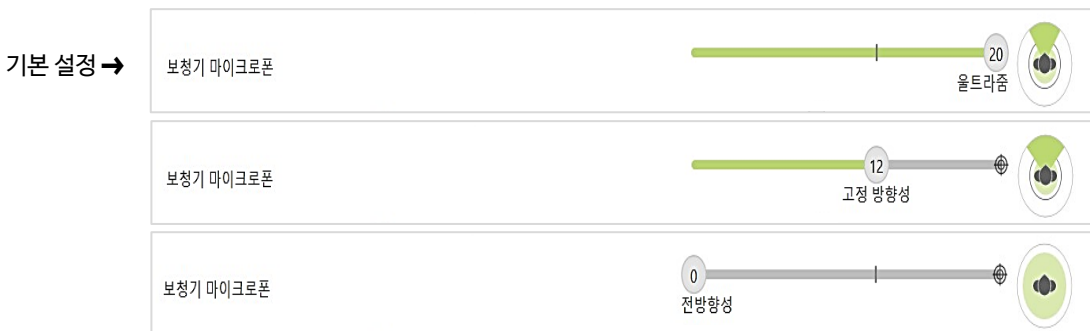 기본 설정 →
보청기 마이크로폰
20
울트라줌
보청기 마이크로폰
12
고정 방향성
보청기 마이크로폰
0
전방향성